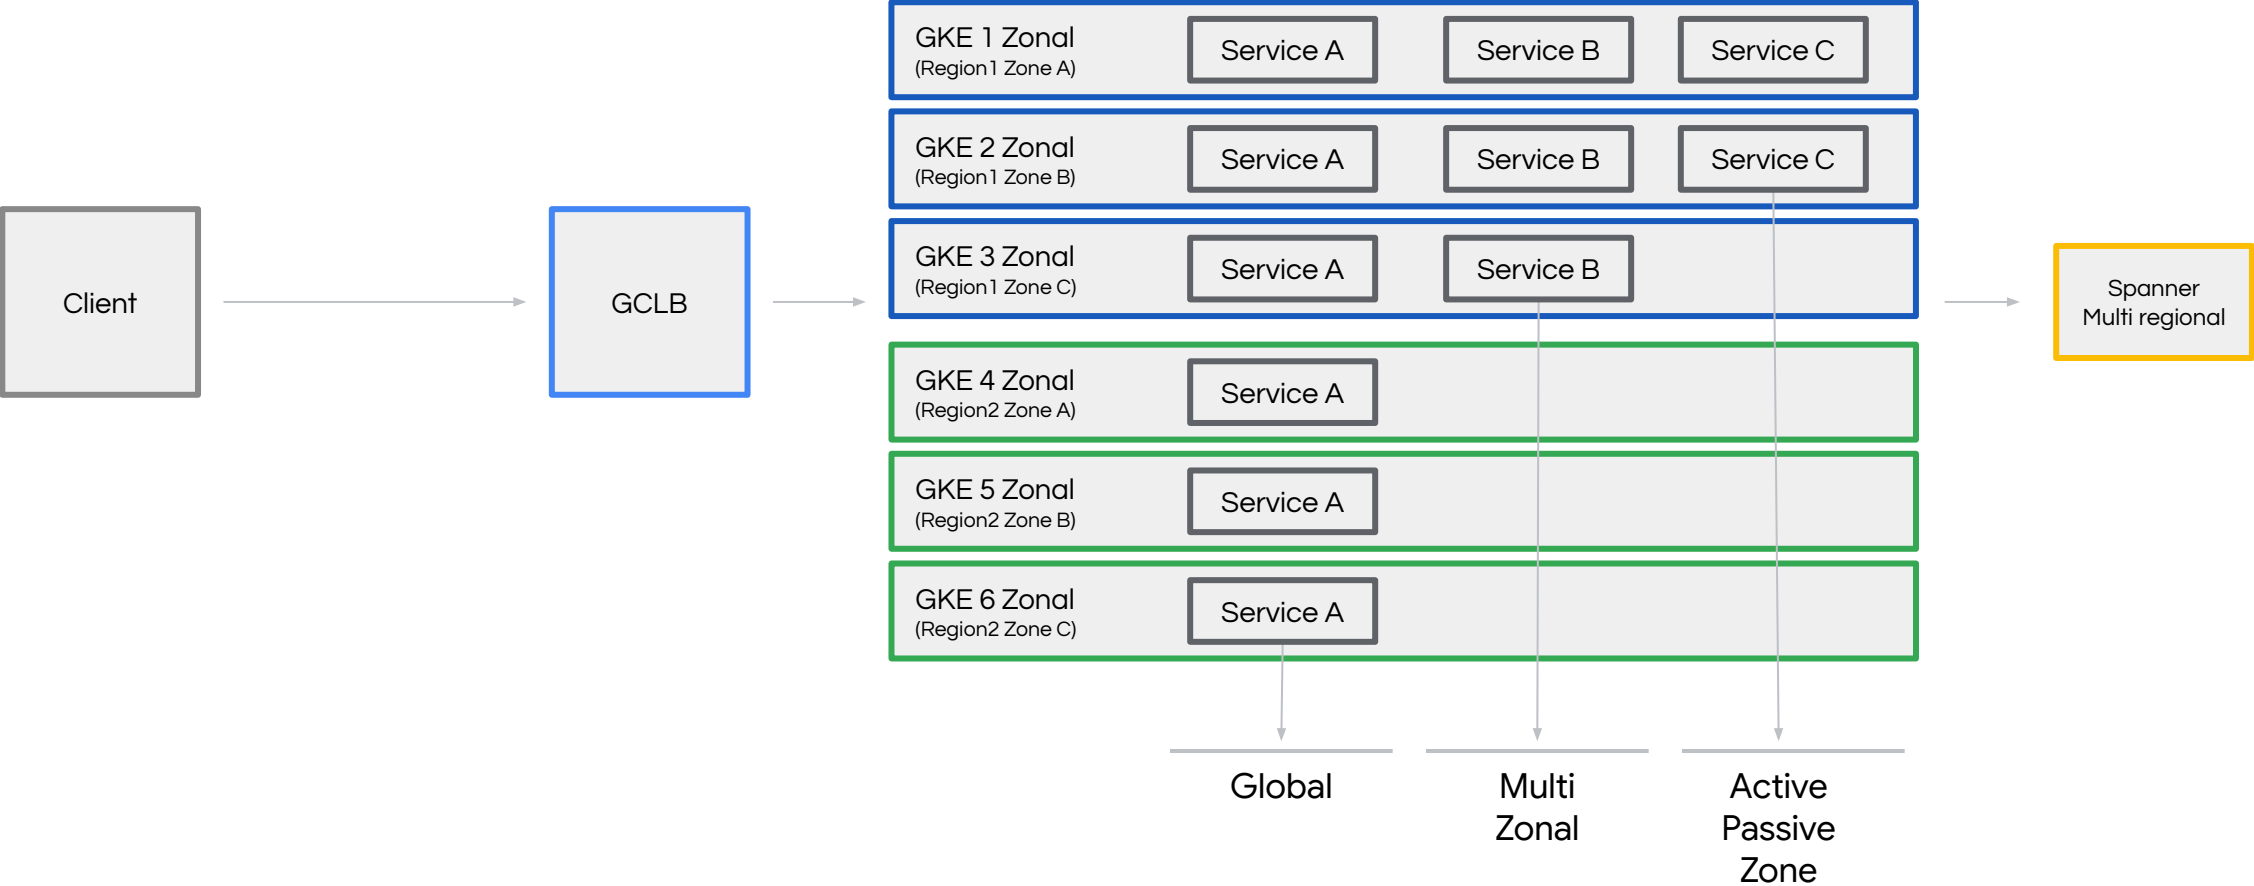 Client
GCLB
GKE 1 Zonal
(Region1 Zone A)
Service A
Service B
Service C
GKE 2 Zonal
(Region1 Zone B)
Service A
Service B
Service C
GKE 3 Zonal
(Region1 Zone C)
Service A
Service B
GKE 4 Zonal
(Region2 Zone A)
Service A
GKE 5 Zonal
(Region2 Zone B)
Service A
GKE 6 Zonal
(Region2 Zone C)
Service A
Spanner
Multi regional
Global
Multi
Zonal
Active
Passive
Zone